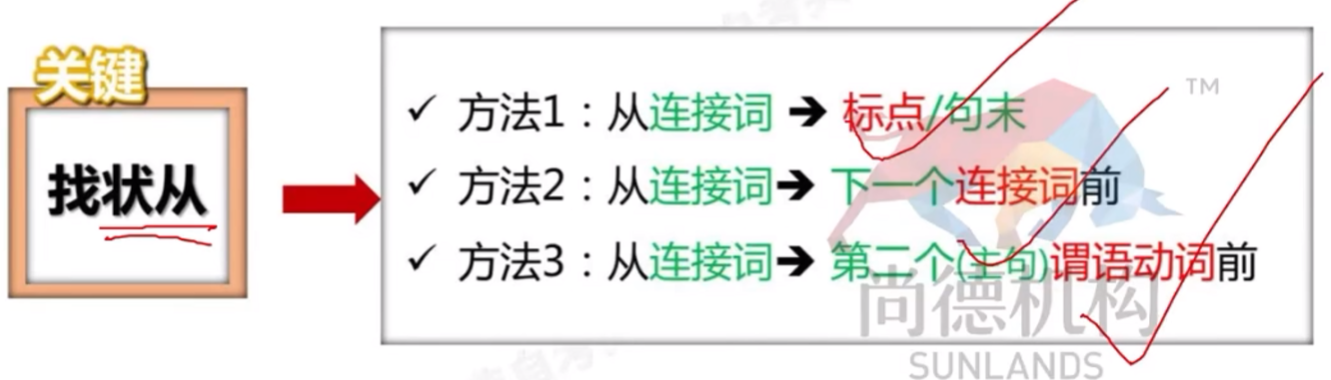 关键
找状从
✓ 方法1：从连接词 → 标点/句末
✓ 方法2：从连接词→ 下一个连接词前
✓ 方法3：从连接词→ 第二个(主句)谓语动词前
TM
尚德机构
SUNLANDS